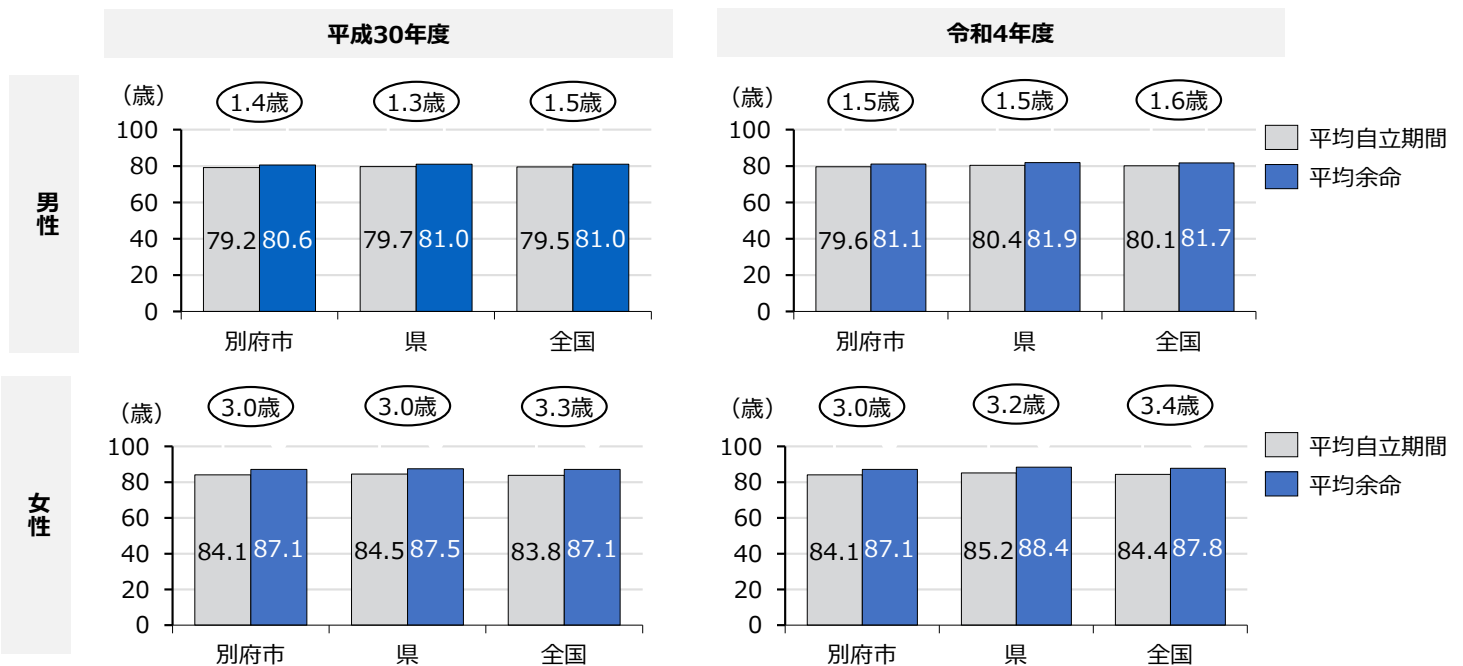 平成30年度
令和4年度
男性
（歳）
1.4歳
1.3歳
1.5歳
100
80
60
40
20
0
79.2
80.6
79.7
81.0
79.5
81.0
別府市
県
全国
（歳）
1.5歳
1.5歳
1.6歳
100
80
60
40
20
0
79.6
81.1
80.4
81.9
80.1
81.7
別府市
県
全国
平均自立期間
平均余命
女性
（歳）
3.0歳
3.0歳
3.3歳
100
80
60
40
20
0
84.1
87.1
84.5
87.5
83.8
87.1
別府市
県
全国
（歳）
3.0歳
3.2歳
3.4歳
100
80
60
40
20
0
84.1
87.1
85.2
88.4
84.4
87.8
別府市
県
全国
平均自立期間
平均余命